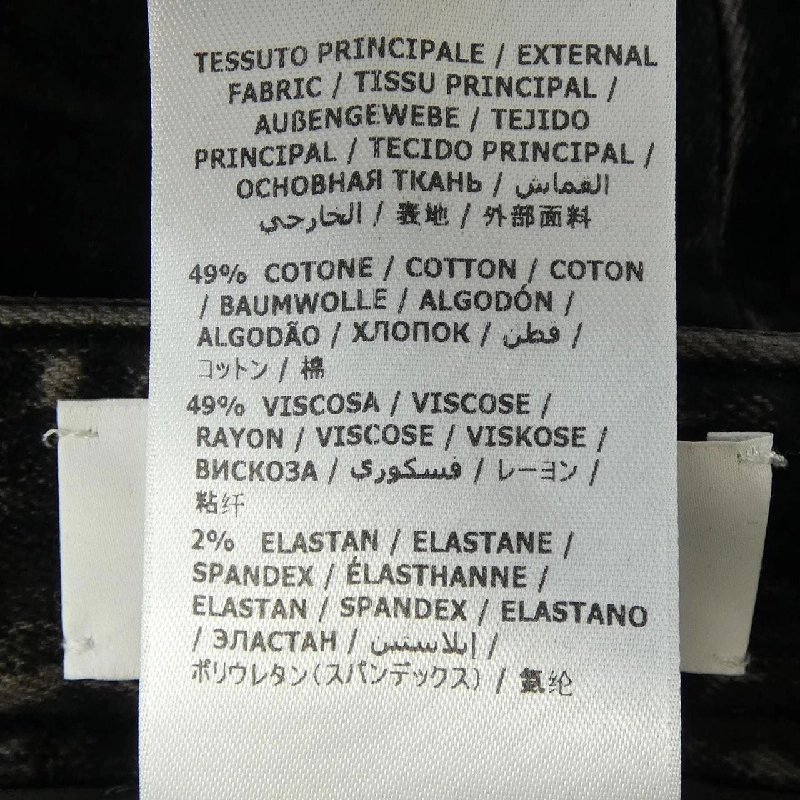 TESSUTO PRINCIPALE / EXTERNAL
FABRIC / TISSU PRINCIPAL /
AUßENGEWEBE / TEJIDO
PRINCIPAL / TECIDO PRINCIPAL /
ОСНОВНАЯ ТКАНЬ / القماش
الخارجي / 表地 / 外部面料
49% COTONE / COTTON / COTON
/ BAUMWOLLE / ALGODÓN /
ALGODÃO / ХЛОПОК / قطن /
コットン / 棉
49% VISCOSA / VISCOSE /
RAYON / VISCOSE / VISKOSE /
ВИСКОЗА / فسكوري / レーヨン /
粘纤
2% ELASTAN / ELASTANE /
SPANDEX / ÉLASTHANNE /
ELASTAN / SPANDEX / ELASTANO
/ ЭЛАСТАН / إيلاستين /
ポリウレタン(スパンデックス) / 氨纶